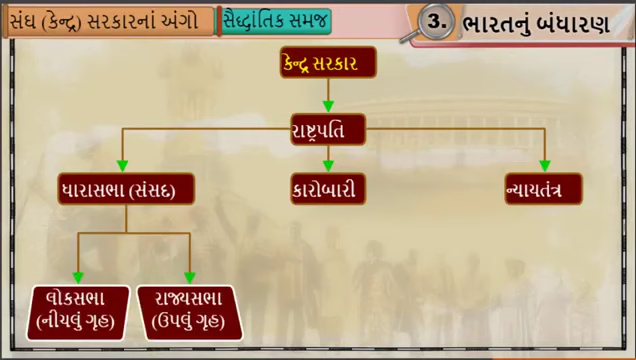 સંઘ (કેન્દ્ર) સરકારનાં અંગો
સૈદ્ધાંતિક સમજ
3. ભારતનું બંધારણ
કેન્દ્ર સરકાર
રાષ્ટ્રપતિ
ધારાસભા (સંસદ)
કારોબારી
ન્યાયતંત્ર
લોકસભા
(નીચલું ગૃહ)
રાજ્યસભા
(ઉપલું ગૃહ)